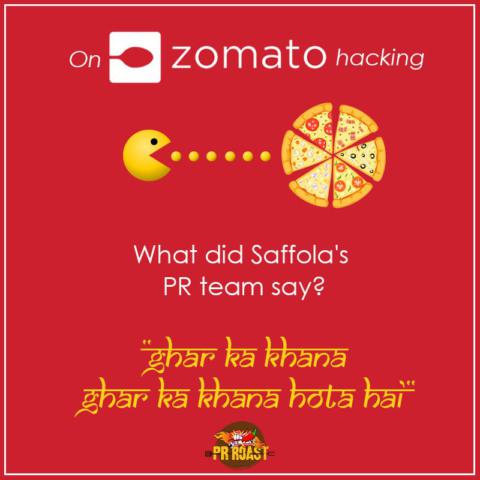 On zomato hacking
What did Saffola's
PR team say?
"ghar ka khana
ghar ka khana hota hai"
PR ROAST